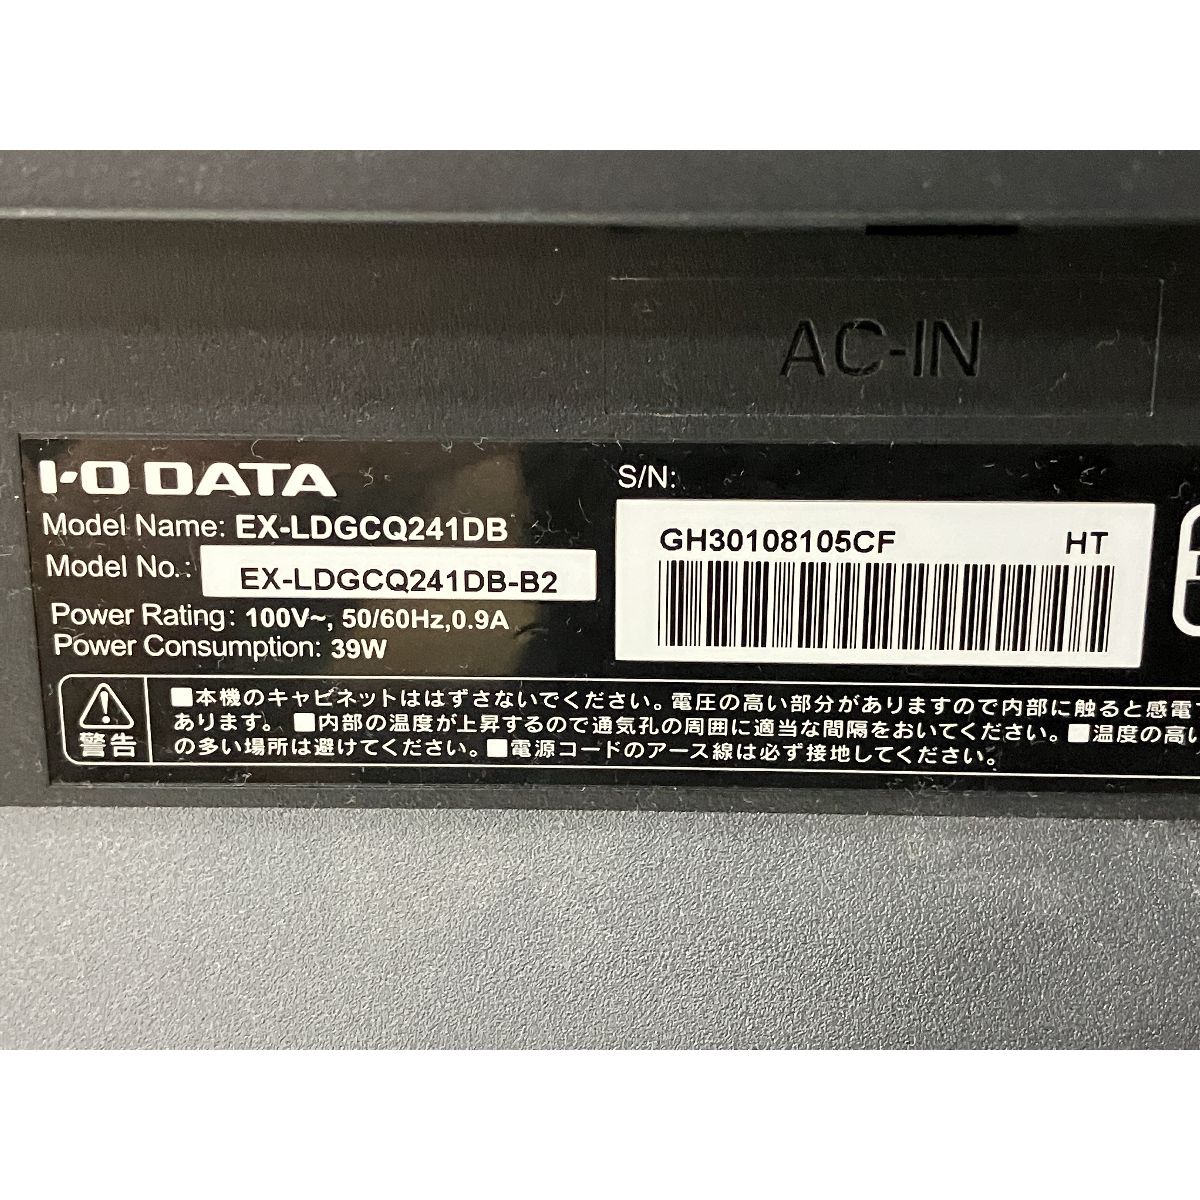 AC-IN
I-O DATA
S/N:
Model Name: EX-LDGCQ241DB
GH30108105CF HT
Model No.: EX-LDGCQ241DB-B2
Power Rating: 100V~, 50/60Hz,0.9A
Power Consumption: 39W
警告
■本機のキャビネットははずさないでください。電圧の高い部分がありますので内部に触ると感電
あります。■内部の温度が上昇するので通気孔の周囲に適当な間隔をおいてください。■温度の高い
の多い場所は避けてください。■電源コードのアース線は必ず接地してください。